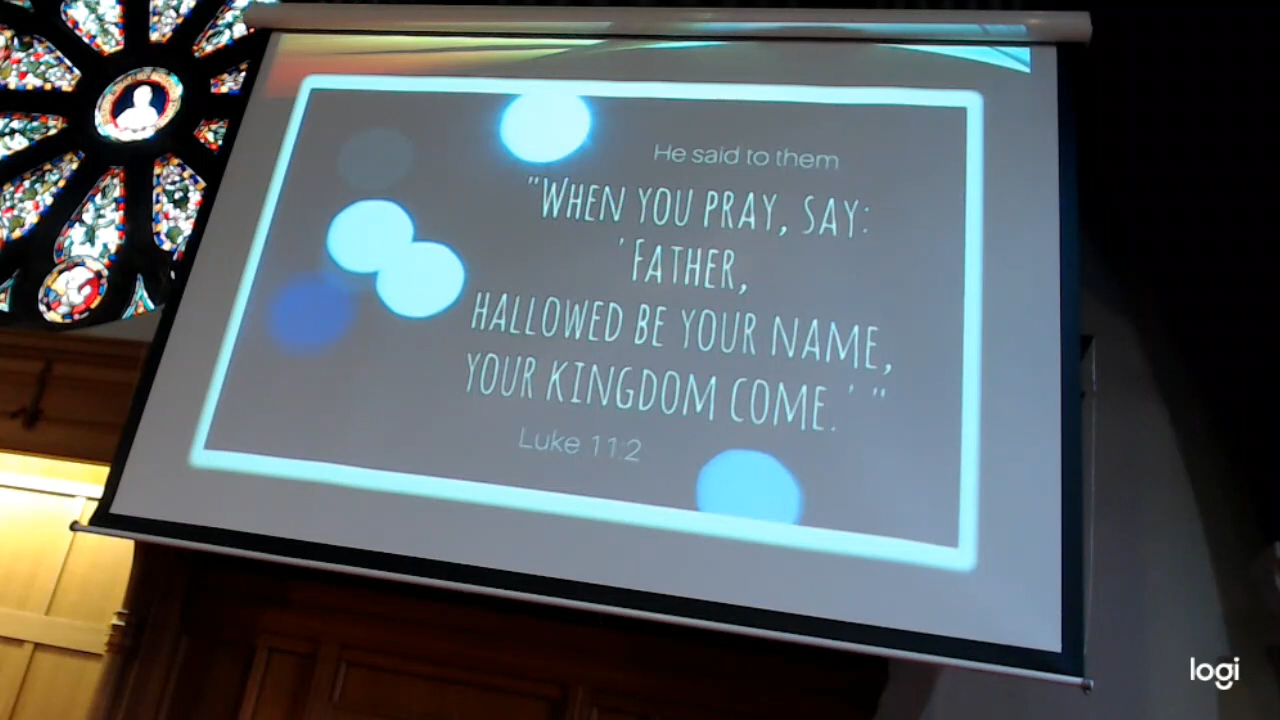 He said to them
"WHEN YOU PRAY, SAY:
'FATHER,
HALLOWED BE YOUR NAME,
YOUR KINGDOM COME.' "
Luke 11:2
logi